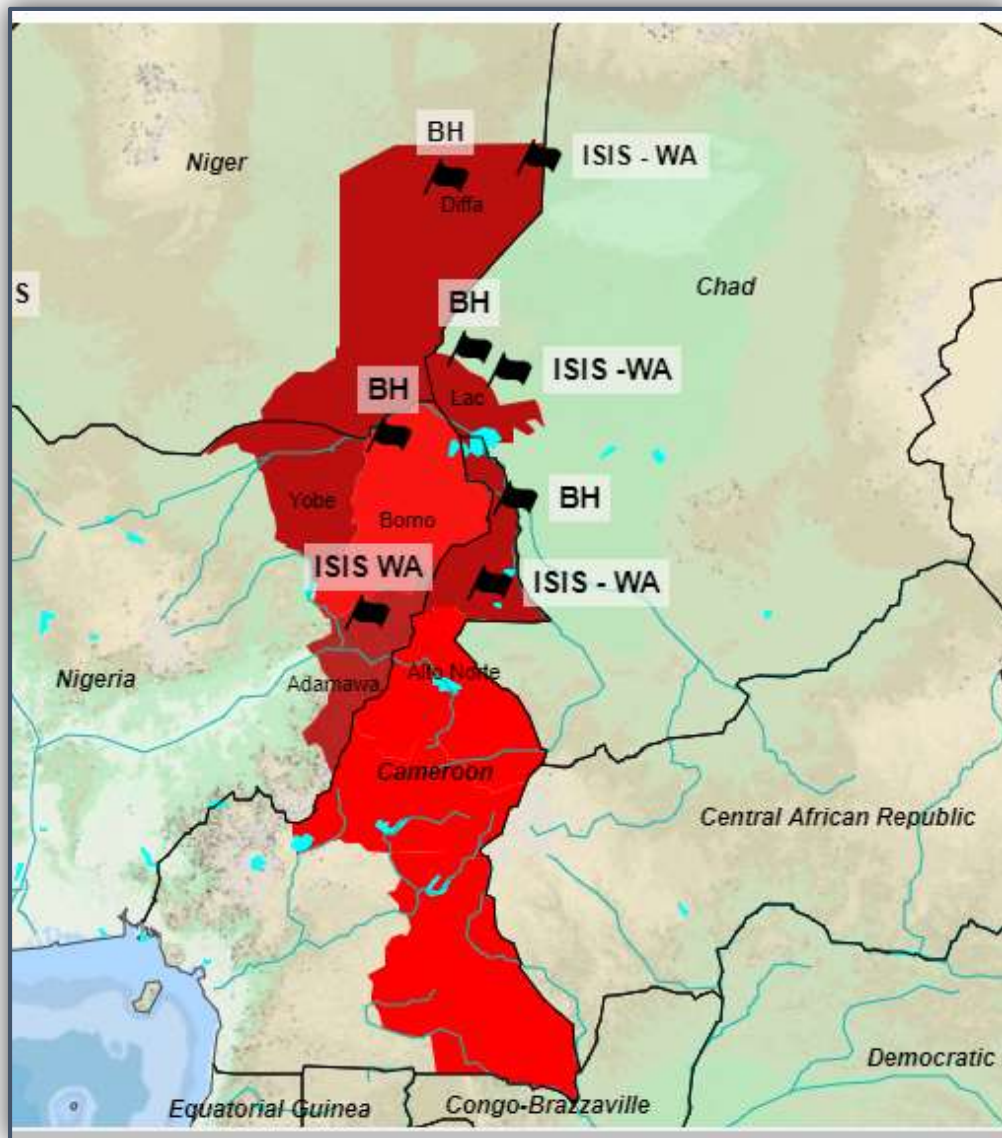 BH
Niger
ISIS - WA
Diffa
S
Chad
BH
ISIS -WA
BH
Lac
Yobe
Borno
BH
ISIS WA
ISIS - WA
Nigeria
Adamawa
Alto Norte
Cameroon
Central African Republic
Democratic
Equatorial Guinea
Congo-Brazzaville